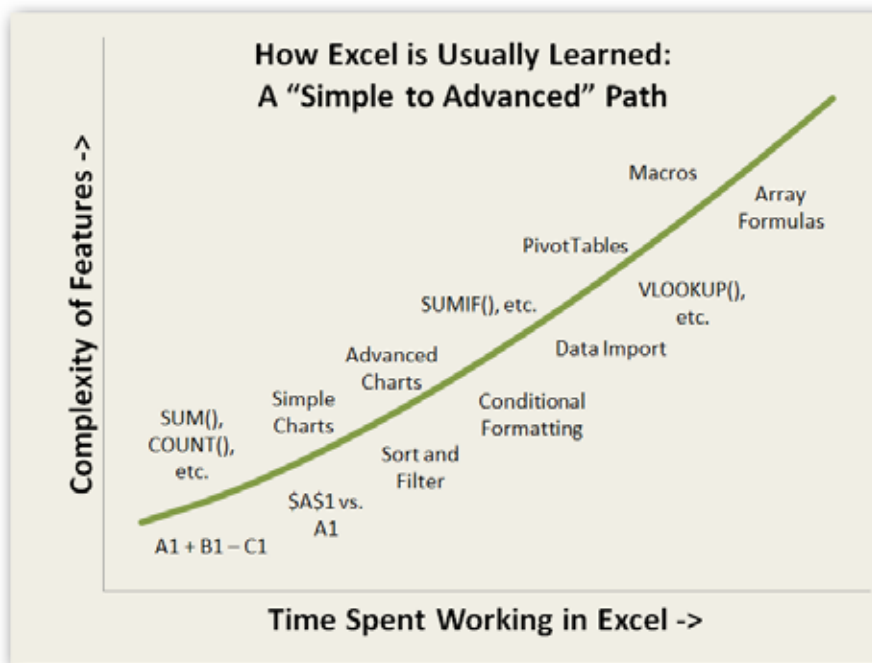 How Excel is Usually Learned:
A “Simple to Advanced” Path
Complexity of Features ->
Macros
Array
Formulas
PivotTables
VLOOKUP(),
etc.
SUMIF(), etc.
Data Import
Advanced
Charts
Conditional
Formatting
Simple
Charts
SUM(),
COUNT(),
etc.
Sort and
Filter
$A$1 vs.
A1
A1 + B1 – C1
Time Spent Working in Excel ->